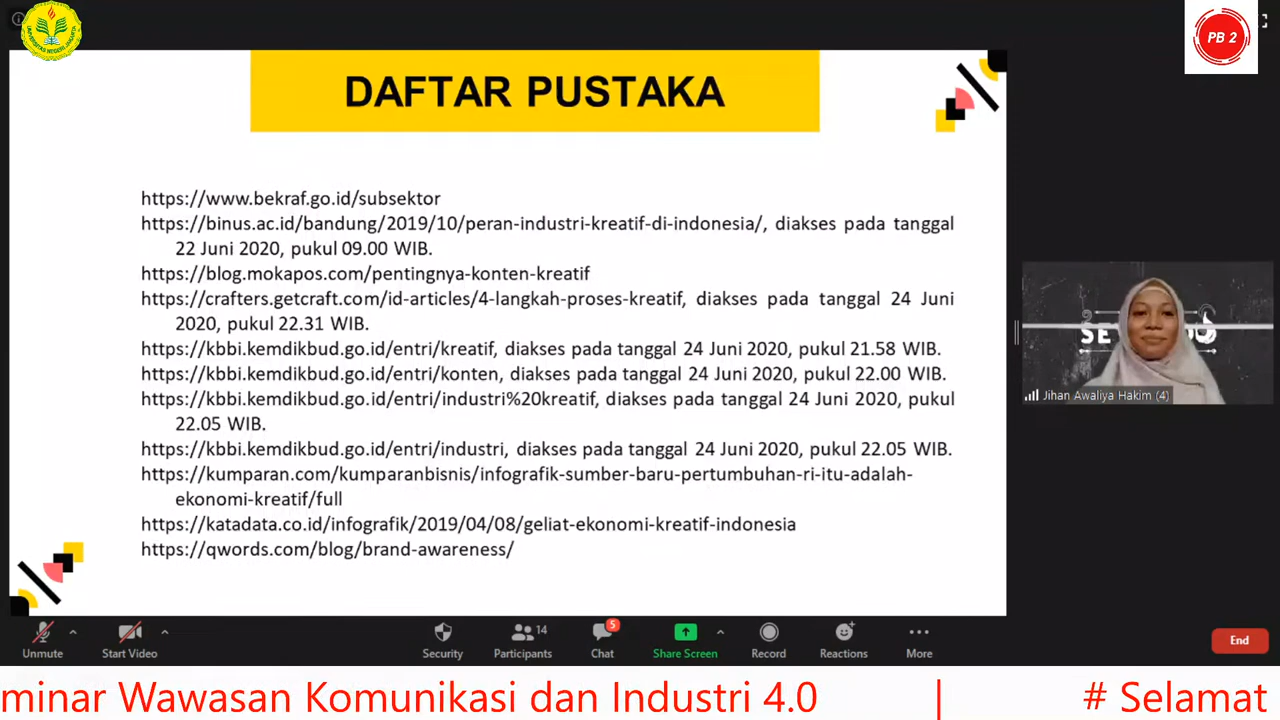 UNIVERSITAS NEGERI JAKARTA
PB 2
DAFTAR PUSTAKA
https://www.bekraf.go.id/subsektor
https://binus.ac.id/bandung/2019/10/peran-industri-kreatif-di-indonesia/, diakses pada tanggal
22 Juni 2020, pukul 09.00 WIB.
https://blog.mokapos.com/pentingnya-konten-kreatif
https://crafters.getcraft.com/id-articles/4-langkah-proses-kreatif, diakses pada tanggal 24 Juni
2020, pukul 22.31 WIB.
https://kbbi.kemdikbud.go.id/entri/kreatif, diakses pada tanggal 24 Juni 2020, pukul 21.58 WIB.
https://kbbi.kemdikbud.go.id/entri/konten, diakses pada tanggal 24 Juni 2020, pukul 22.00 WIB.
https://kbbi.kemdikbud.go.id/entri/industri%20kreatif, diakses pada tanggal 24 Juni 2020, pukul
22.05 WIB.
https://kbbi.kemdikbud.go.id/entri/industri, diakses pada tanggal 24 Juni 2020, pukul 22.05 WIB.
https://kumparan.com/kumparanbisnis/infografik-sumber-baru-pertumbuhan-ri-itu-adalah-
ekonomi-kreatif/full
https://katadata.co.id/infografik/2019/04/08/geliat-ekonomi-kreatif-indonesia
https://qwords.com/blog/brand-awareness/
Jihan Awaliya Hakim (4)
Unmute
Start Video
Security
14
Participants
5
Chat
Share Screen
Record
Reactions
More
End
minar Wawasan Komunikasi dan Industri 4.0 | # Selamat